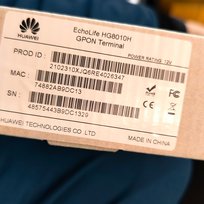 EchoLife HG8010H
GPON Terminal
HUAWEI
POWER RATING: 12V
PROD ID :
2102310XJQ6RE4026347
MAC :
74882AB9DC13
SN :
48575443B9DC1329
HUAWEI TECHNOLOGIES CO., LTD
MADE IN CHINA